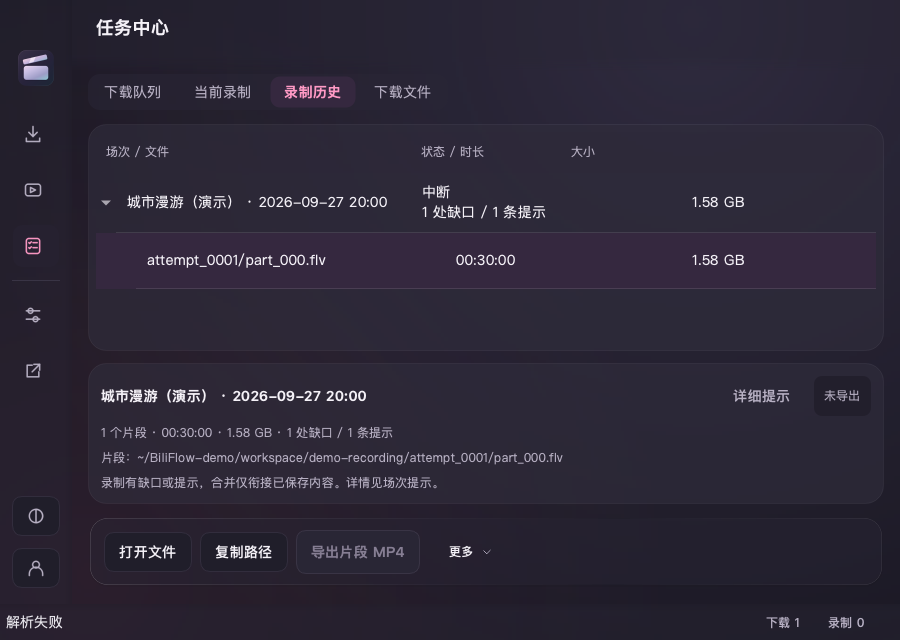 任务中心
下载队列 当前录制 录制历史 下载文件
场次 / 文件 状态 / 时长 大小
城市漫游（演示） · 2026-09-27 20:00 中断 1.58 GB
1 处缺口 / 1 条提示
attempt_0001/part_000.flv 00:30:00 1.58 GB
城市漫游（演示） · 2026-09-27 20:00 详细提示 未导出
1 个片段 · 00:30:00 · 1.58 GB · 1 处缺口 / 1 条提示
片段：~/BiliFlow-demo/workspace/demo-recording/attempt_0001/part_000.flv
录制有缺口或提示，合并仅衔接已保存内容。详情见场次提示。
打开文件 复制路径 导出片段 MP4 更多
解析失败 下载 1 录制 0